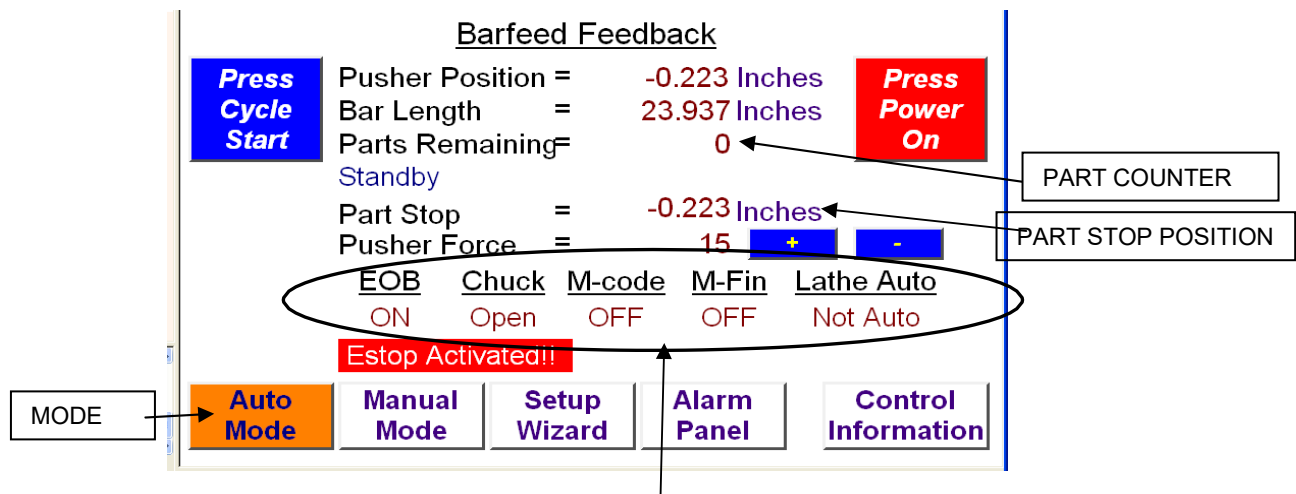 Barfeed Feedback
Press
Cycle
Start
Pusher Position = -0.223 Inches
Bar Length = 23.937 Inches
Parts Remaining= 0
Standby
Part Stop = -0.223 Inches
Pusher Force = 15 + -
Press
Power
On
PART COUNTER
PART STOP POSITION
EOB Chuck M-code M-Fin Lathe Auto
ON Open OFF OFF Not Auto
Estop Activated!!
MODE
Auto
Mode
Manual
Mode
Setup
Wizard
Alarm
Panel
Control
Information